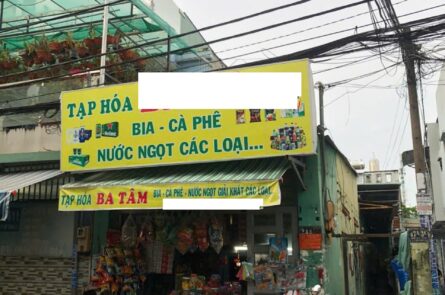 TẠP HÓA
BIA - CÀ PHÊ
NƯỚC NGỌT CÁC LOẠI...
TẠP HÓA BA TÂM BIA - CÀ PHÊ - NƯỚC NGỌT GIẢI KHÁT CÁC LOẠI